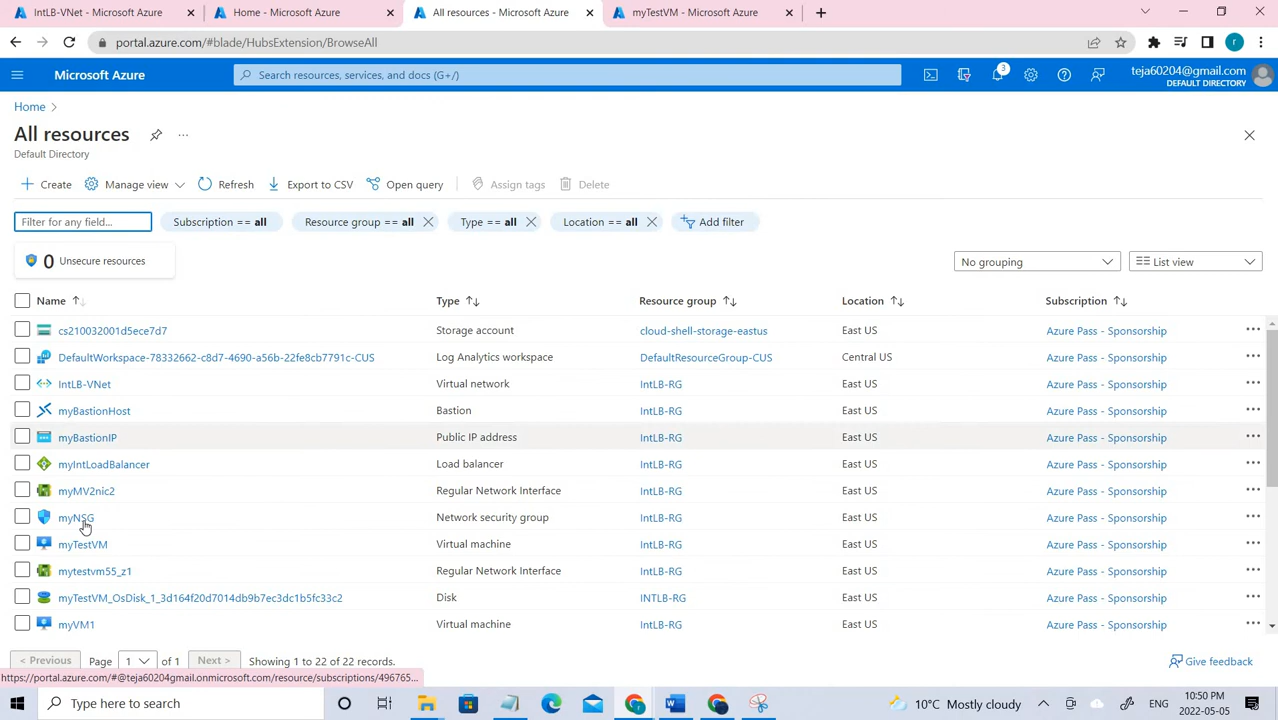 IntLB-VNet - Microsoft Azure
Home - Microsoft Azure
All resources - Microsoft Azure
myTestVM - Microsoft Azure
portal.azure.com/#blade/HubsExtension/BrowseAll
r
Microsoft Azure
Search resources, services, and docs (G+/)
3
teja60204@gmail.com
DEFAULT DIRECTORY
Home
All resources
Default Directory
Create
Manage view
Refresh
Export to CSV
Open query
Assign tags
Delete
Filter for any field...
Subscription == all
Resource group == all
Type == all
Location == all
Add filter
0 Unsecure resources
No grouping
List view
Name Type Resource group Location Subscription
cs210032001d5ece7d7 Storage account cloud-shell-storage-eastus East US Azure Pass - Sponsorship
DefaultWorkspace-78332662-c8d7-4690-a56b-22fe8cb7791c-CUS Log Analytics workspace DefaultResourceGroup-CUS Central US Azure Pass - Sponsorship
IntLB-VNet Virtual network IntLB-RG East US Azure Pass - Sponsorship
myBastionHost Bastion IntLB-RG East US Azure Pass - Sponsorship
myBastionIP Public IP address IntLB-RG East US Azure Pass - Sponsorship
myIntLoadBalancer Load balancer IntLB-RG East US Azure Pass - Sponsorship
myMV2nic2 Regular Network Interface IntLB-RG East US Azure Pass - Sponsorship
myNSG Network security group IntLB-RG East US Azure Pass - Sponsorship
myTestVM Virtual machine IntLB-RG East US Azure Pass - Sponsorship
mytestvm55_z1 Regular Network Interface IntLB-RG East US Azure Pass - Sponsorship
myTestVM_OsDisk_1_3d164f20d7014db9b7ec3dc1b5fc33c2 Disk INTLB-RG East US Azure Pass - Sponsorship
myVM1 Virtual machine IntLB-RG East US Azure Pass - Sponsorship
< Previous Page 1 of 1 Next > Showing 1 to 22 of 22 records.
Give feedback
https://portal.azure.com/#@teja60204gmail.onmicrosoft.com/resource/subscriptions/496765...
Type here to search
10°C Mostly cloudy
ENG
10:50 PM
2022-05-05